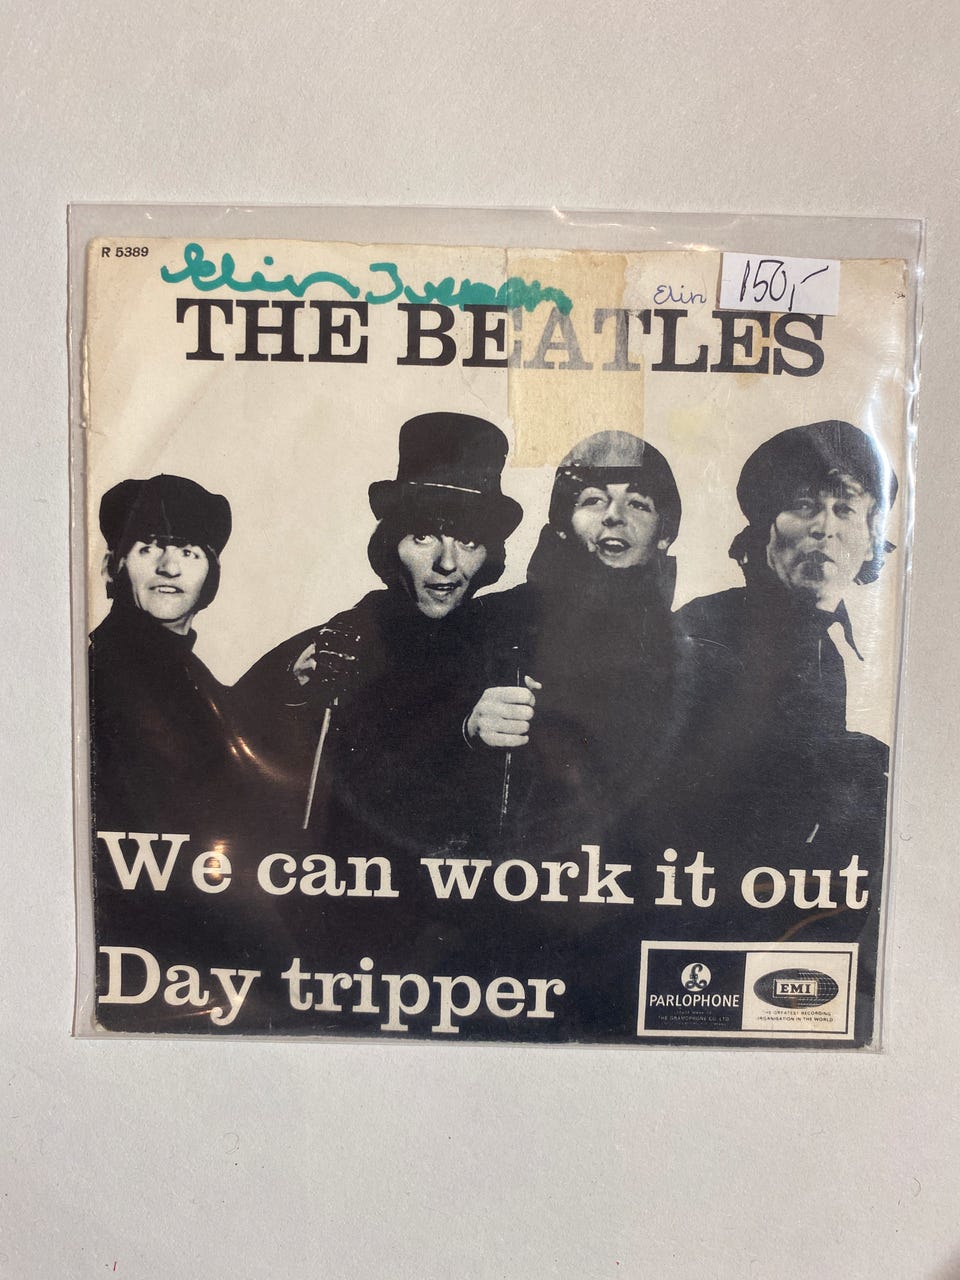 R 5389
Elin
Elin
150,-
THE BEATLES
We can work it out
Day tripper
£
PARLOPHONE
THE GRAMOPHONE CO. LTD.
EMI
THE GREATEST RECORDING
ORGANISATION IN THE WORLD